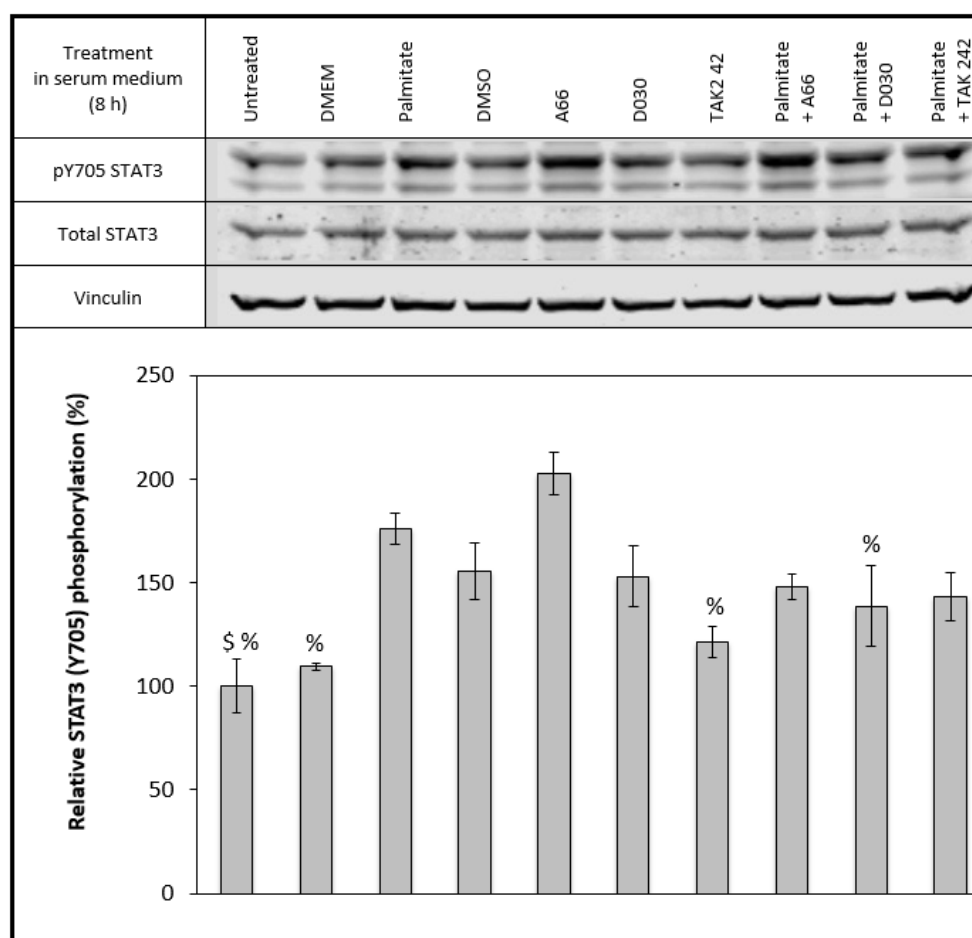 Treatment
in serum medium
(8 h)
Untreated
DMEM
Palmitate
DMSO
A66
D030
TAK2 42
Palmitate
+ A66
Palmitate
+ D030
Palmitate
+ TAK 242
pY705 STAT3
Total STAT3
Vinculin
Relative STAT3 (Y705) phosphorylation (%)
250
200
150
100
50
0
$ %
%
%
%